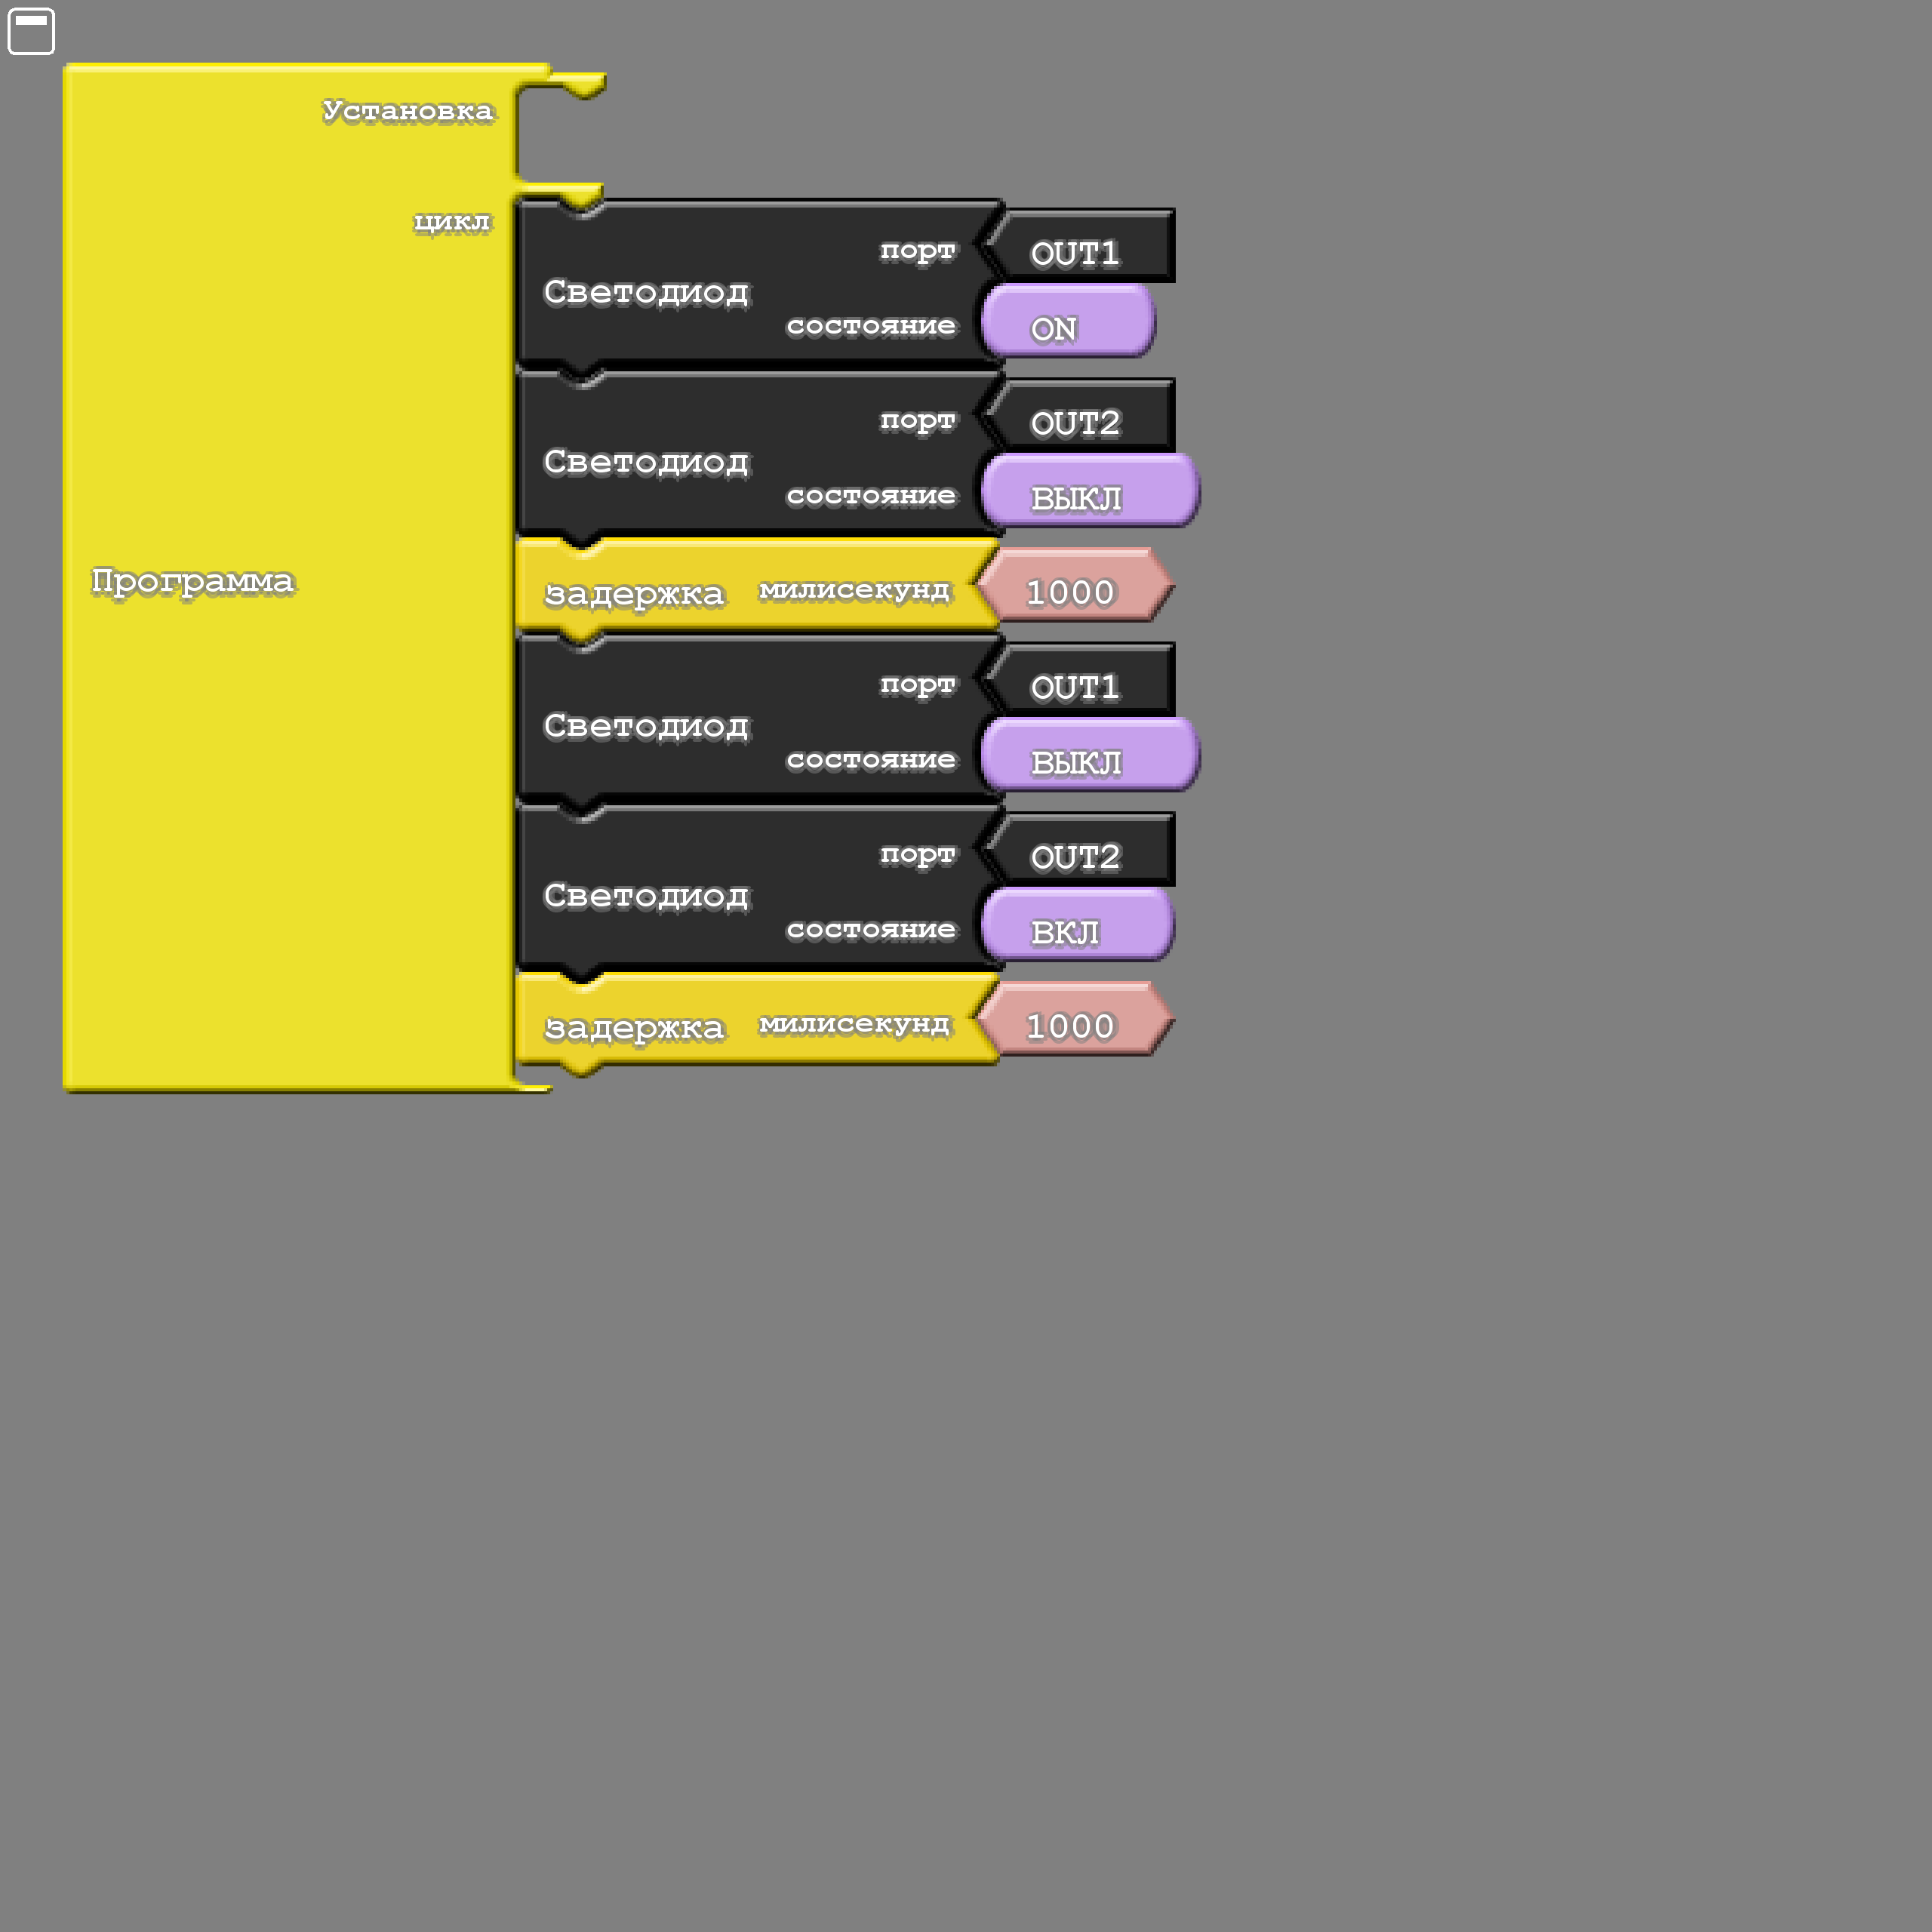 Установка
цикл
порт OUT1
Светодиод
состояние ON
порт OUT2
Светодиод
состояние ВЫКЛ
Программа
задержка милисекунд 1000
порт OUT1
Светодиод
состояние ВЫКЛ
порт OUT2
Светодиод
состояние ВКЛ
задержка милисекунд 1000